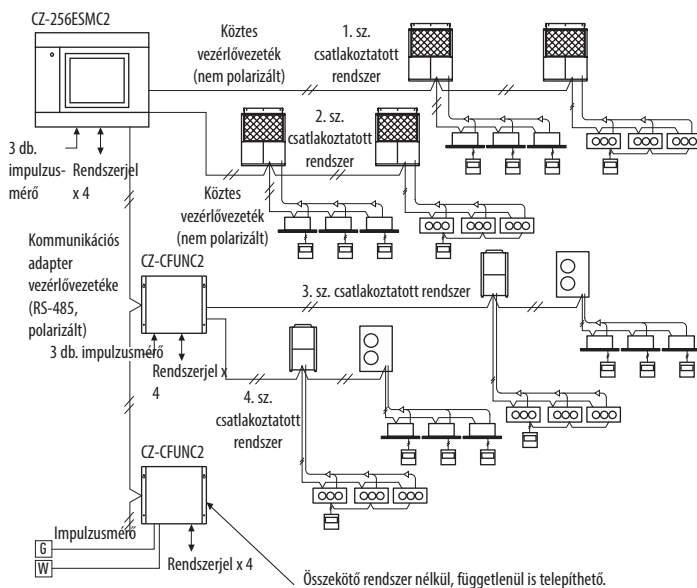 CZ-256ESMC2
Köztes
vezérlővezeték
(nem polarizált)
1. sz.
csatlakoztatott
rendszer
3 db.
impulzus-
mérő
Rendszerjel
x 4
2. sz.
csatlakoztatott
rendszer
Köztes
vezérlővezeték
(nem polarizált)
Kommunikációs
adapter
vezérlővezetéke
(RS-485,
polarizált)
CZ-CFUNC2
3. sz. csatlakoztatott rendszer
3 db. impulzusmérő
Rendszerjel x
4
4. sz.
csatlakoztatott
rendszer
CZ-CFUNC2
Impulzusmérő
G
W
Rendszerjel x 4
Összekötő rendszer nélkül, függetlenül is telepíthető.